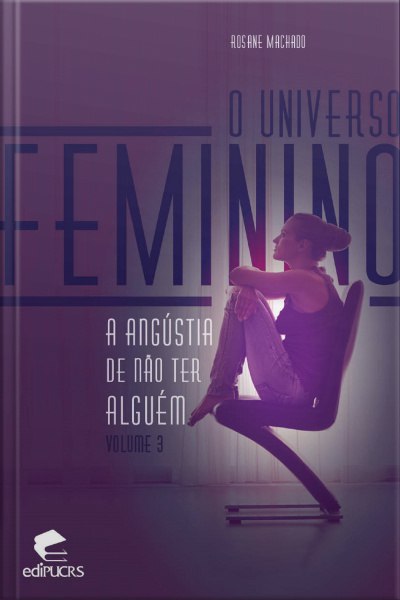 ROSANE MACHADO
O UNIVERSO
FEMININO
A ANGÚSTIA
DE NÃO TER
ALGUÉM
VOLUME 3
ediPUCRS